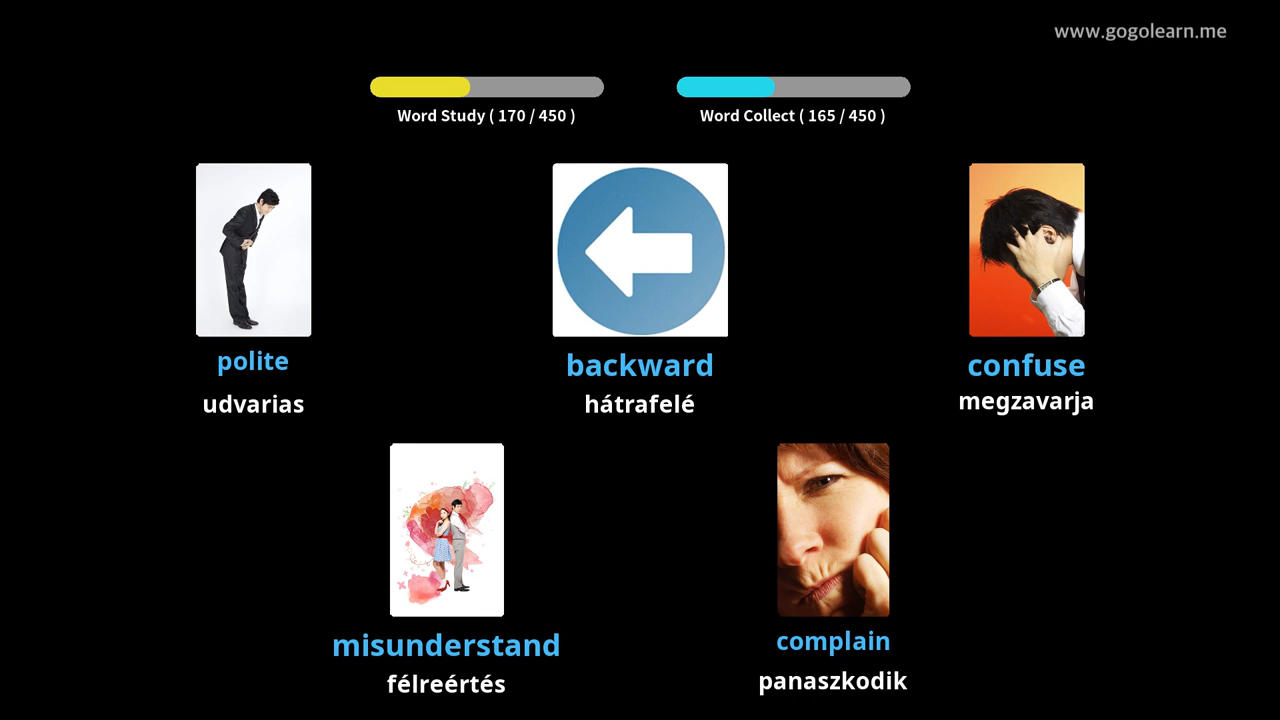 www.gogolearn.me
Word Study ( 170 / 450 )
Word Collect ( 165 / 450 )
polite
udvarias
backward
hátrafelé
confuse
megzavarja
misunderstand
félreértés
complain
panaszkodik